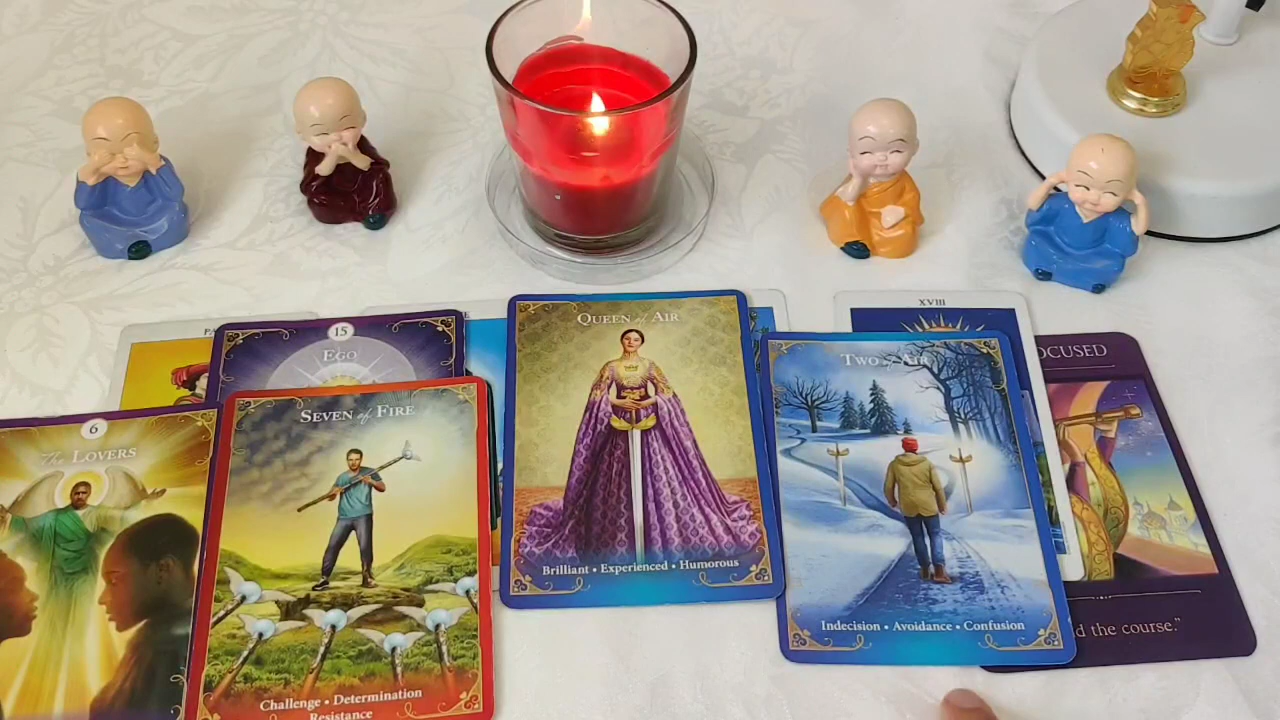 XVIII
15
EGO
QUEEN of AIR
OCUSED
TWO of AIR
SEVEN of FIRE
6
The LOVERS
Brilliant • Experienced • Humorous
Indecision • Avoidance • Confusion
d the course."
Challenge • Determination
Resistance